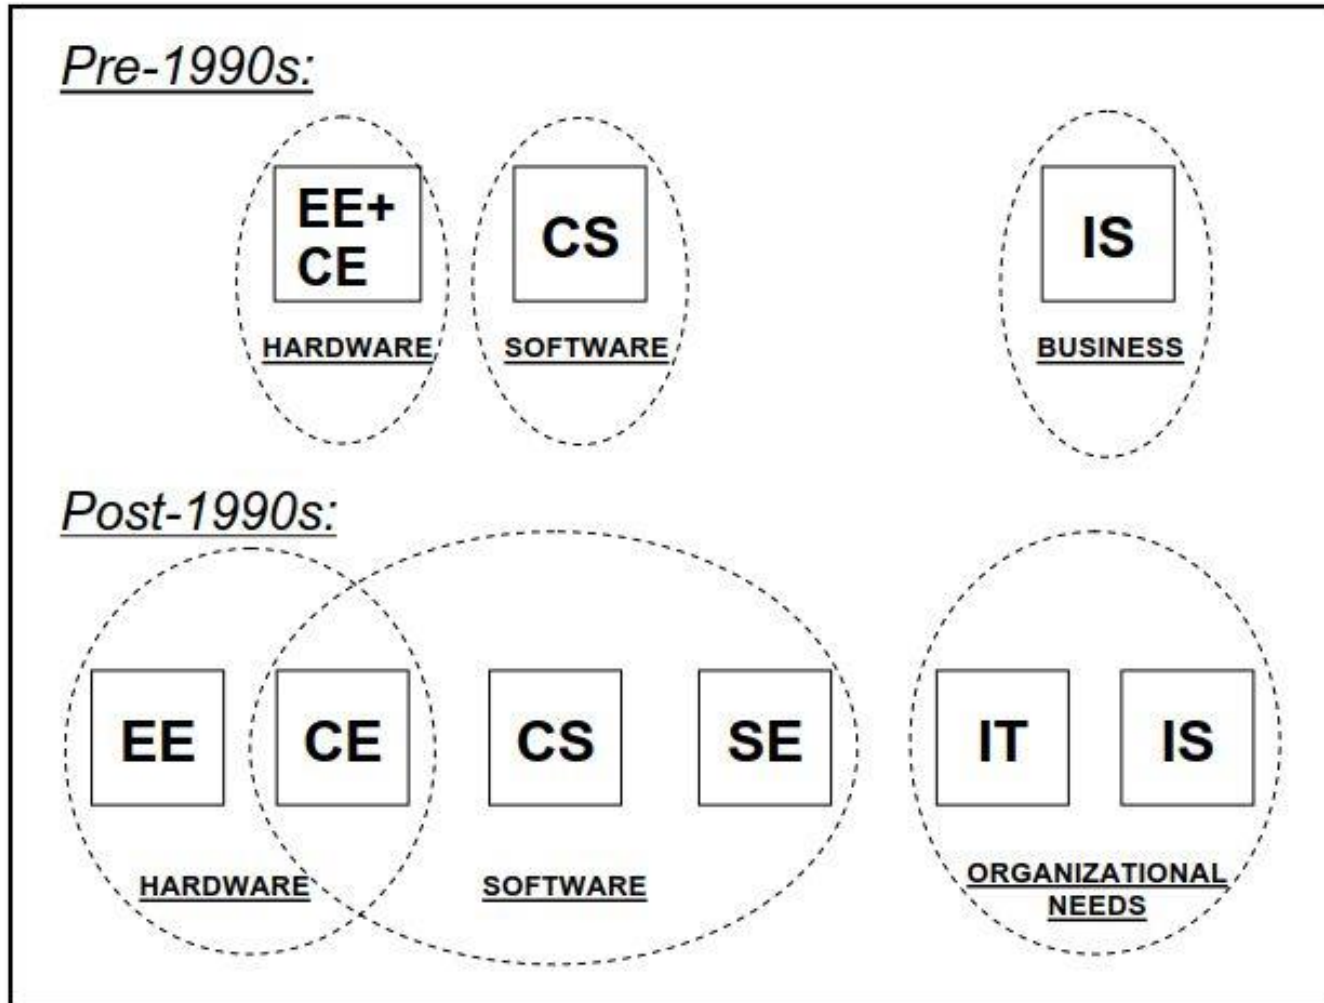 Pre-1990s:
EE+
CE
CS
IS
HARDWARE
SOFTWARE
BUSINESS
Post-1990s:
EE
CE
CS
SE
IT
IS
HARDWARE
SOFTWARE
ORGANIZATIONAL
NEEDS